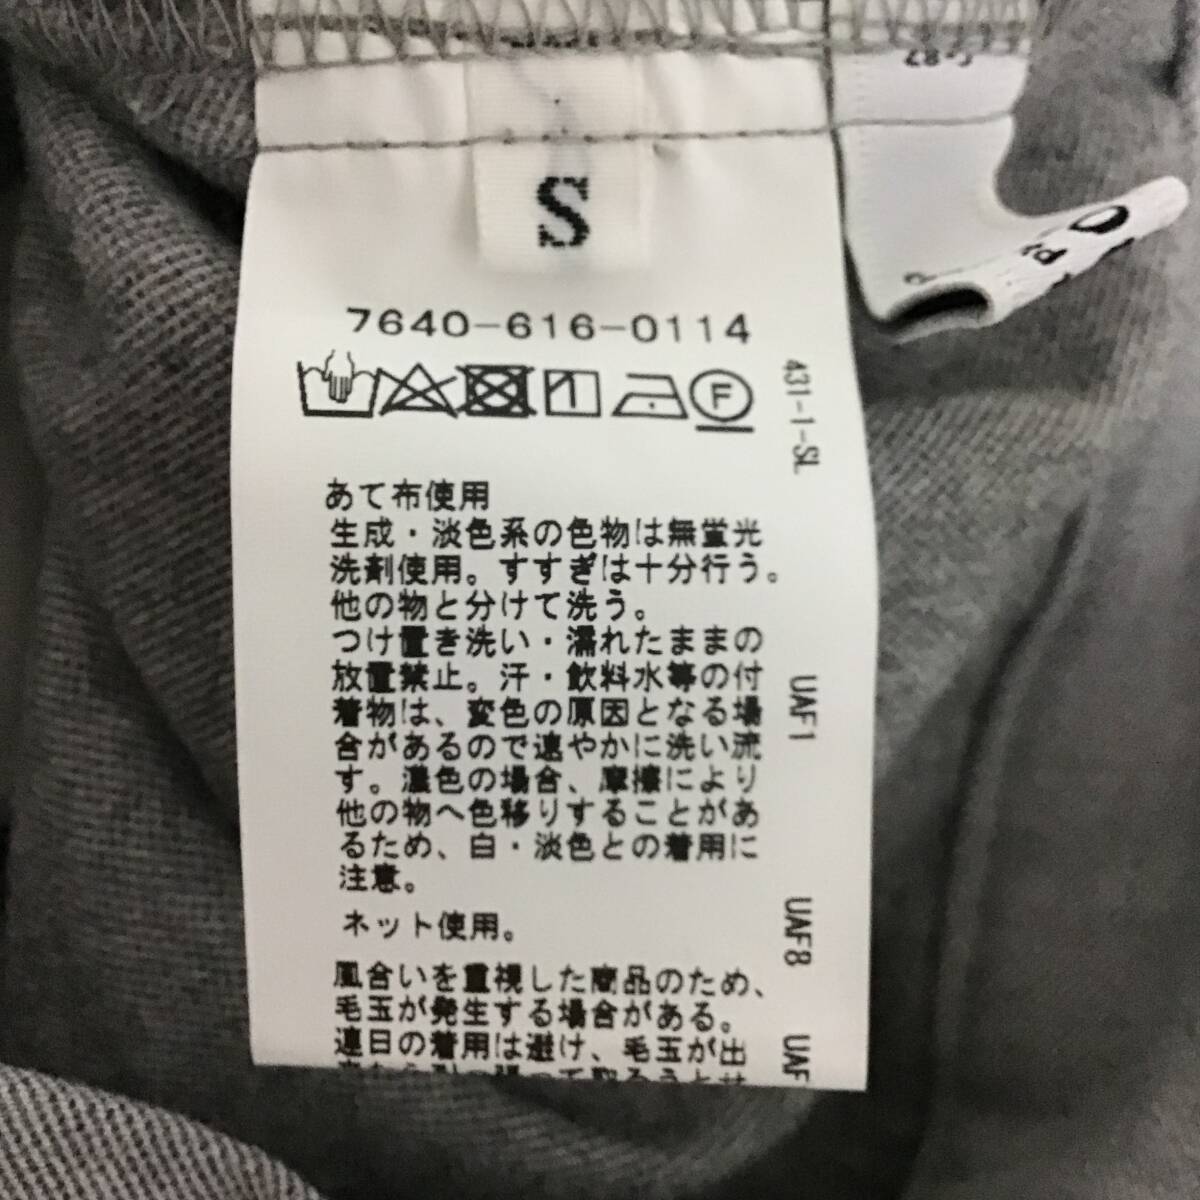 S
7640-616-0114
F
431-1-SL
あて布使用
生成・淡色系の色物は無蛍光
洗剤使用。すすぎは十分行う。
他の物と分けて洗う。
つけ置き洗い・濡れたままの
放置禁止。汗・飲料水等の付
着物は、変色の原因となる場
合があるので速やかに洗い流
す。濃色の場合、摩擦により
他の物へ色移りすることがあ
るため、白・淡色との着用に
注意。
ネット使用。
風合いを重視した商品のため、
毛玉が発生する場合がある。
連日の着用は避け、毛玉が出
UAF1
UAF8
UAF